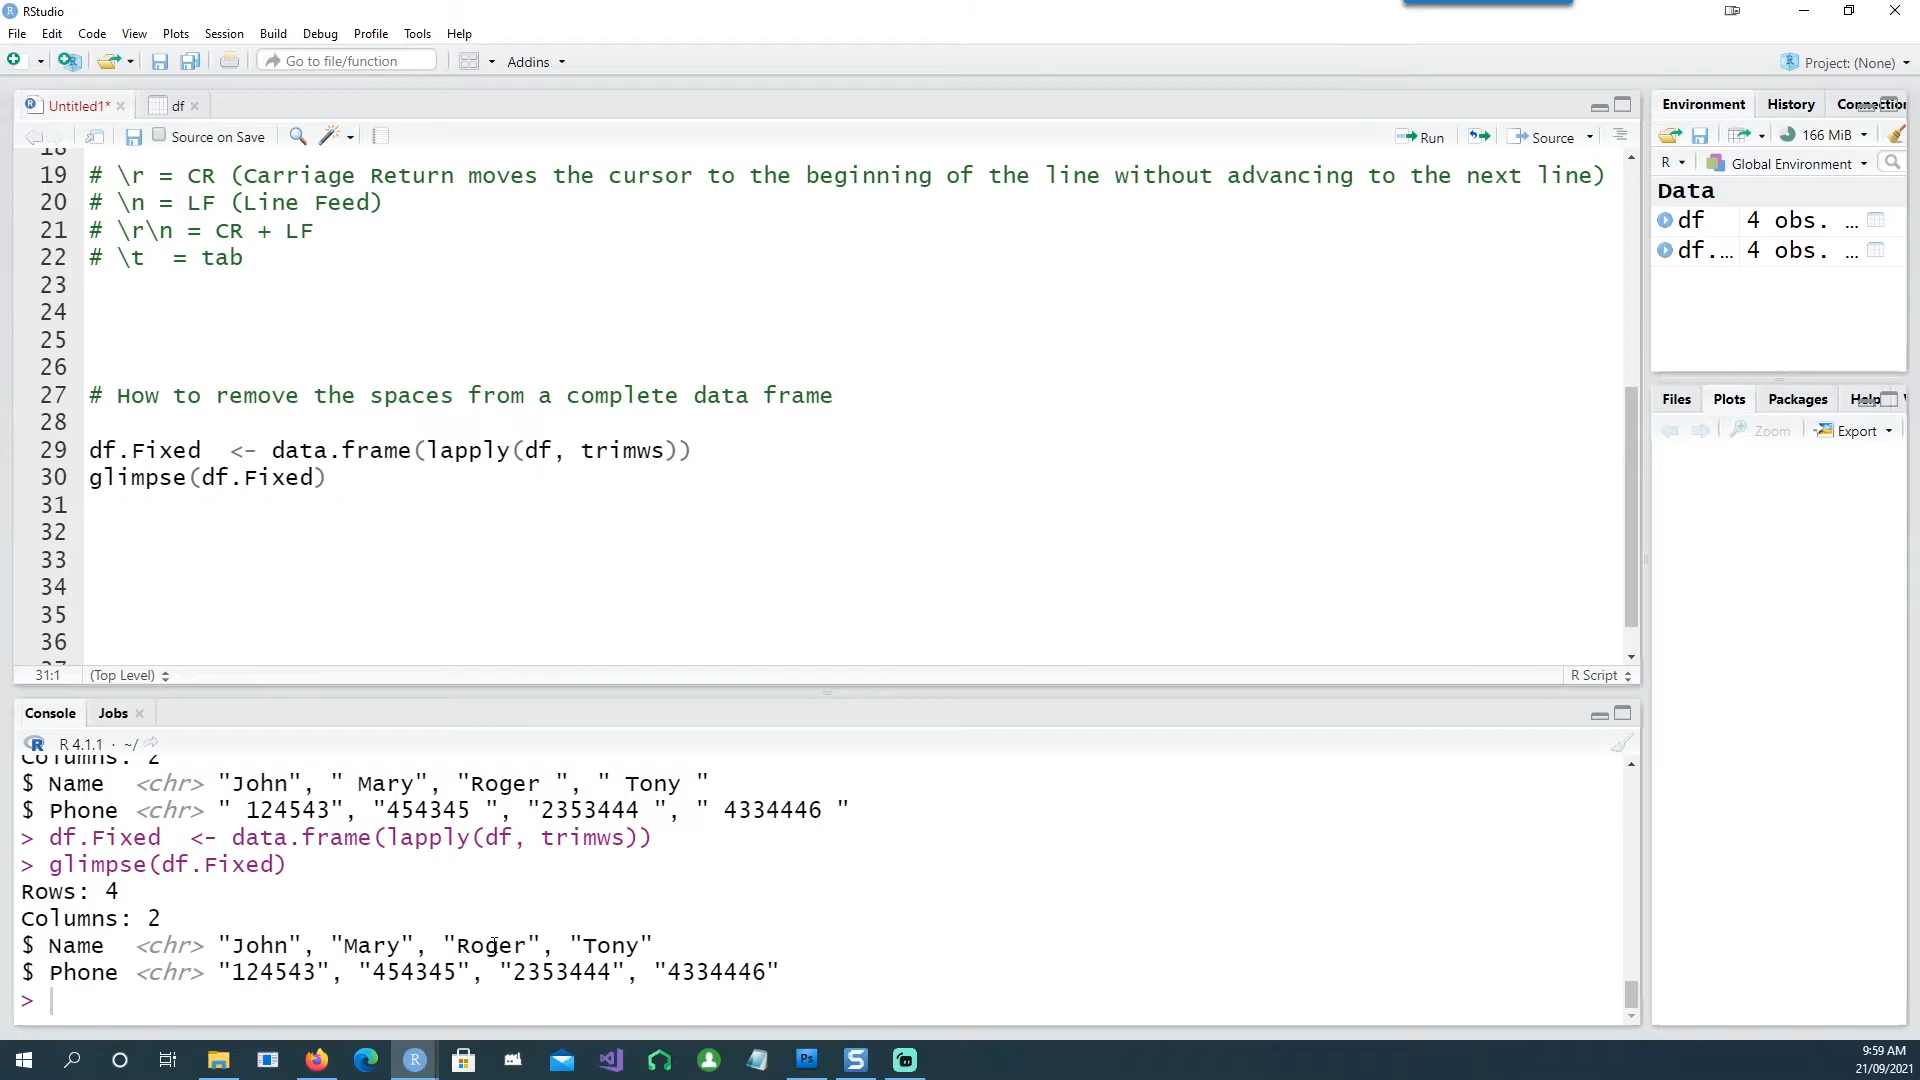 RStudio
File Edit Code View Plots Session Build Debug Profile Tools Help
Go to file/function Addins Project: (None)
Untitled1* df
Source on Save Run Source
19 # \r = CR (Carriage Return moves the cursor to the beginning of the line without advancing to the next line)
20 # \n = LF (Line Feed)
21 # \r\n = CR + LF
22 # \t  = tab
23
24
25
26
27 # How to remove the spaces from a complete data frame
28
29 df.Fixed  <- data.frame(lapply(df, trimws))
30 glimpse(df.Fixed)
31
32
33
34
35
36
31:1 (Top Level) R Script
Console Jobs
R 4.1.1 · ~/
Columns: 2
$ Name  <chr> "John", " Mary", "Roger ", " Tony "
$ Phone <chr> " 124543", "454345 ", "2353444 ", " 4334446 "
> df.Fixed  <- data.frame(lapply(df, trimws))
> glimpse(df.Fixed)
Rows: 4
Columns: 2
$ Name  <chr> "John", "Mary", "Roger", "Tony"
$ Phone <chr> "124543", "454345", "2353444", "4334446"
>
Environment History Connection
166 MiB
R Global Environment
Data
df 4 obs. …
df.… 4 obs. …
Files Plots Packages Help
Zoom Export
9:59 AM
21/09/2021